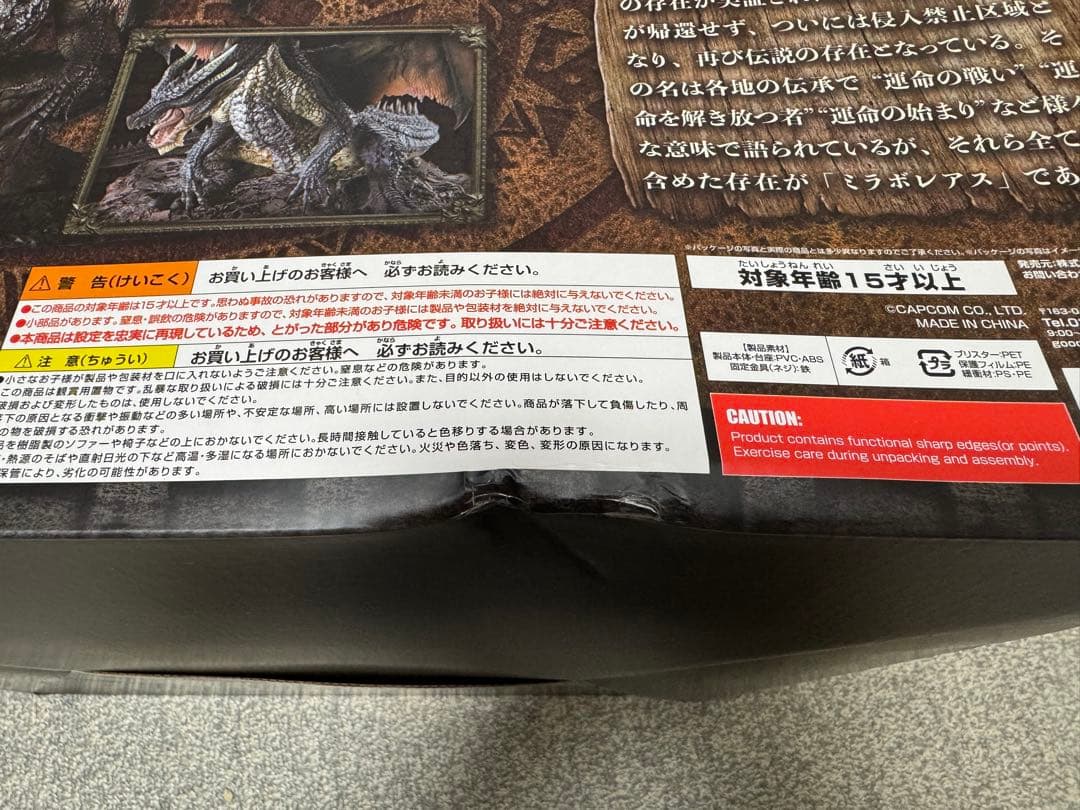 の存在が実証され
が帰還せず、ついには侵入禁止区域と
なり、再び伝説の存在となっている。そ
の名は各地の伝承で“運命の戦い”“運
命を解き放つ者”“運命の始まり”など様々
な意味で語られているが、それら全て
含めた存在が「ミラボレアス」であ
※パッケージの写真と実際の商品とは多少異なりますのでご了承ください。※パッケージの写真はイメー
警 告(けいこく) お買い上げのお客様へ 必ずお読みください。
●この商品の対象年齢は15才以上です。思わぬ事故の恐れがありますので、対象年齢未満のお子様には絶対に与えないでください。
●小部品があります。窒息・誤飲の危険がありますので、対象年齢未満のお子様には製品や包装材を絶対に与えないでください。
●本商品は設定を忠実に再現しているため、とがった部分があり危険です。取り扱いには十分ご注意ください。
注 意(ちゅうい) お買い上げのお客様へ 必ずお読みください。
●小さなお子様が製品や包装材を口に入れないようご注意ください。窒息などの危険があります。
この商品は観賞用置物です。乱暴な取り扱いによる破損には十分ご注意ください。また、目的以外の使用はしないでください。
破損および変形したものは、使用しないでください。
下の原因となる衝撃や振動などの多い場所や、不安定な場所、高い場所には設置しないでください。商品が落下して負傷したり、周
の物を破損する恐れがあります。
品を樹脂製のソファーや椅子などの上におかないでください。長時間接触していると色移りする場合があります。
・熱源のそばや直射日光の下など高温・多湿になる場所におかないでください。火災や色落ち、変色、変形の原因になります。
保管により、劣化の可能性があります。
たいしょうねんれい さいいじょう
対象年齢15才以上
発売元:株式
お問い合わ
〒183-0
©CAPCOM CO., LTD.
MADE IN CHINA
Tel.0
9:00-
【製品素材】
製品本体・台座:PVC・ABS
固定金具(ネジ):鉄
紙 箱
プラ
ブリスター:PET
保護フィルム:PE
緩衝材:PS・PE
CAUTION:
Product contains functional sharp edges(or points).
Exercise care during unpacking and assembly.